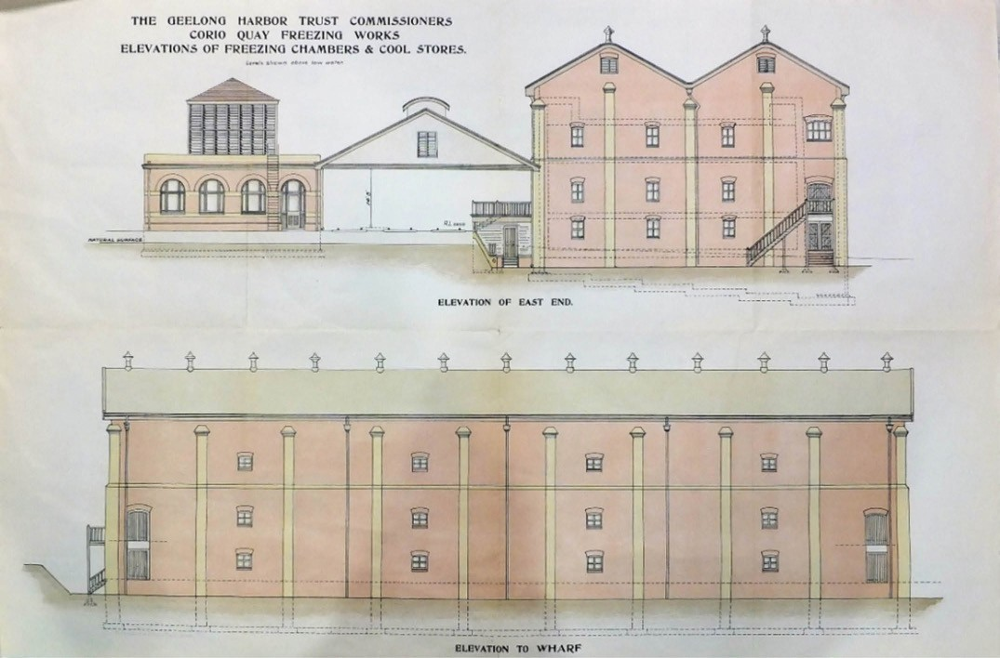 THE GEELONG HARBOR TRUST COMMISSIONERS
CORIO QUAY FREEZING WORKS
ELEVATIONS OF FREEZING CHAMBERS & COOL STORES.
Levels shown above low water
NATURAL SURFACE
R.L.
ELEVATION OF EAST END.
ELEVATION TO WHARF